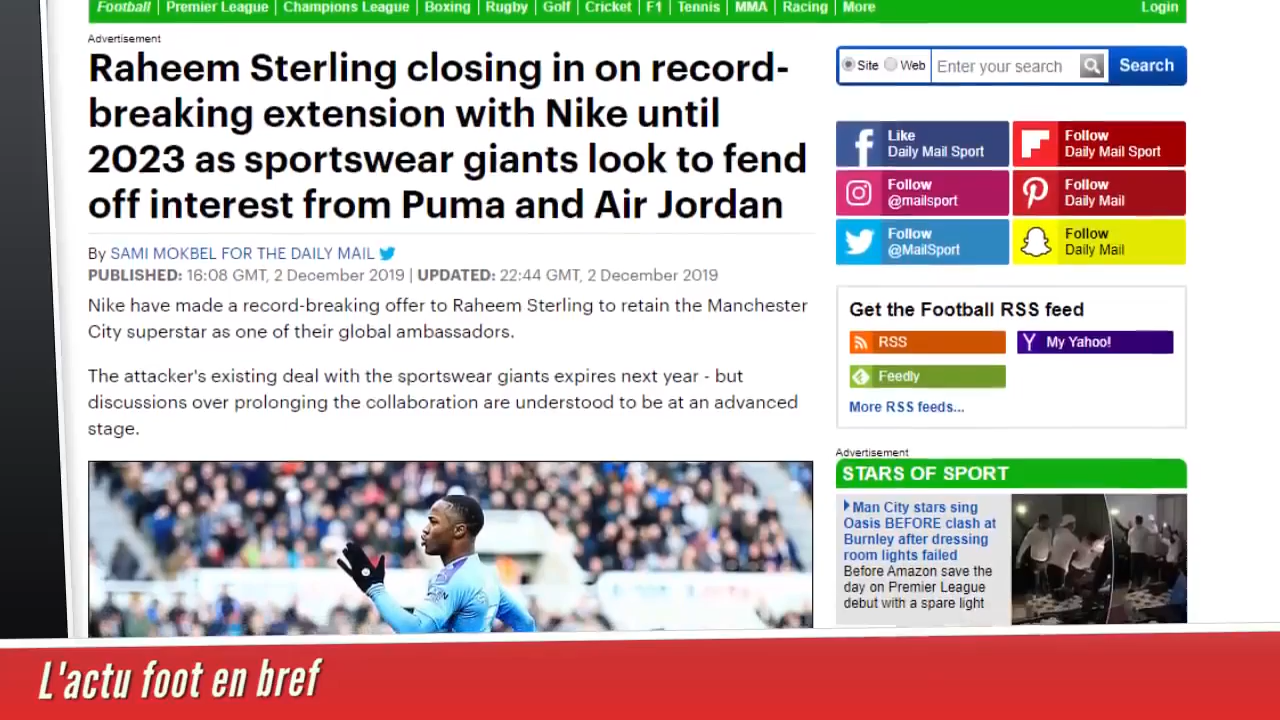 Football Premier League Champions League Boxing Rugby Golf Cricket F1 Tennis MMA Racing More Login
Advertisement
Raheem Sterling closing in on record-
breaking extension with Nike until
2023 as sportswear giants look to fend
off interest from Puma and Air Jordan
By SAMI MOKBEL FOR THE DAILY MAIL
PUBLISHED: 16:08 GMT, 2 December 2019 | UPDATED: 22:44 GMT, 2 December 2019
Nike have made a record-breaking offer to Raheem Sterling to retain the Manchester
City superstar as one of their global ambassadors.
The attacker's existing deal with the sportswear giants expires next year - but
discussions over prolonging the collaboration are understood to be at an advanced
stage.
Site Web Enter your search Search
Like
Daily Mail Sport
Follow
Daily Mail Sport
Follow
@mailsport
Follow
Daily Mail
Follow
@MailSport
Follow
Daily Mail
Get the Football RSS feed
RSS
My Yahoo!
Feedly
More RSS feeds...
Advertisement
STARS OF SPORT
Man City stars sing
Oasis BEFORE clash at
Burnley after dressing
room lights failed
Before Amazon save the
day on Premier League
debut with a spare light
L'actu foot en bref